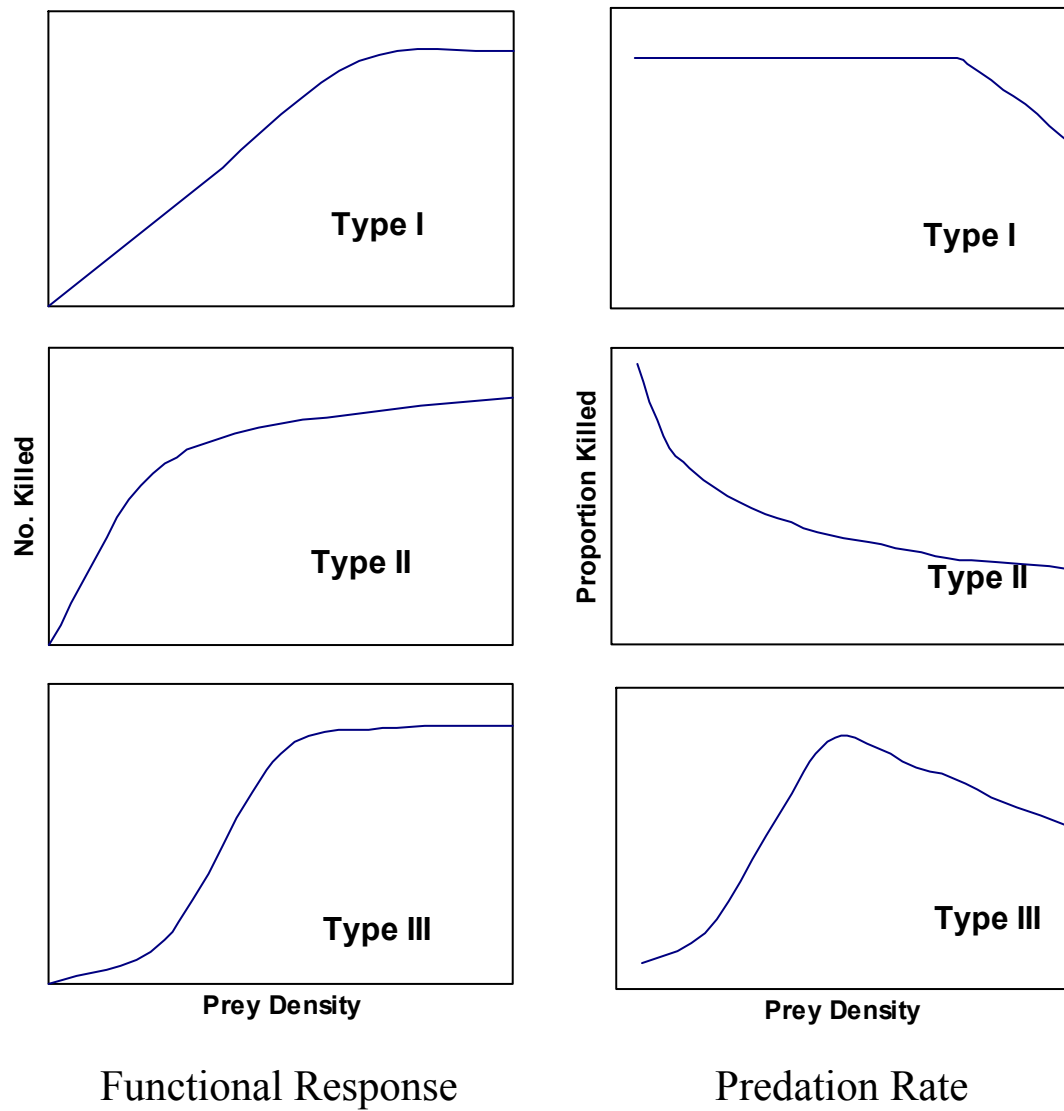 Type I
Type I
No. Killed
Type II
Proportion Killed
Type II
Type III
Type III
Prey Density
Prey Density
Functional Response
Predation Rate